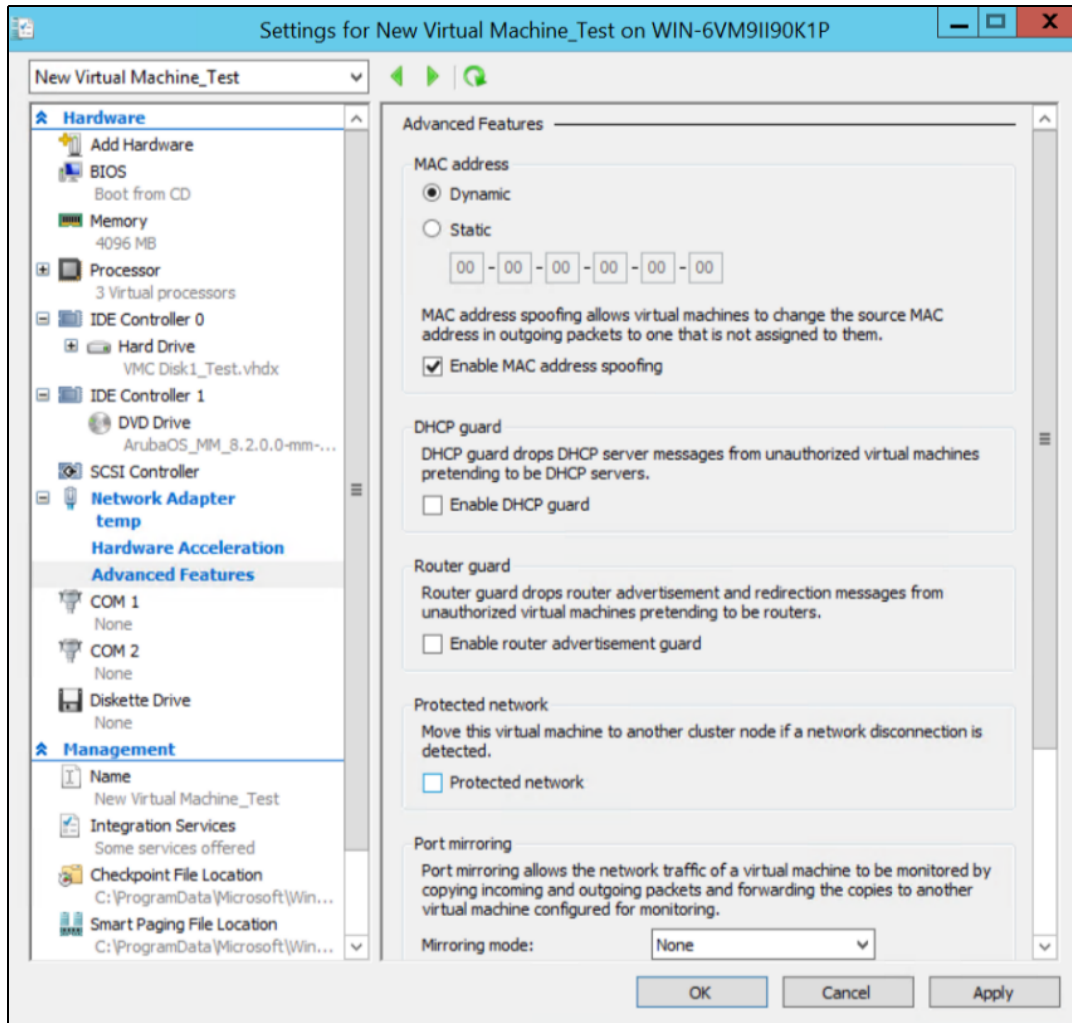 Settings for New Virtual Machine_Test on WIN-6VM9II90K1P
New Virtual Machine_Test
Hardware
Add Hardware
BIOS
Boot from CD
Memory
4096 MB
Processor
3 Virtual processors
IDE Controller 0
Hard Drive
VMC Disk1_Test.vhdx
IDE Controller 1
DVD Drive
ArubaOS_MM_8.2.0.0-mm-...
SCSI Controller
Network Adapter
temp
Hardware Acceleration
Advanced Features
COM 1
None
COM 2
None
Diskette Drive
None
Management
Name
New Virtual Machine_Test
Integration Services
Some services offered
Checkpoint File Location
C:\ProgramData\Microsoft\Win...
Smart Paging File Location
C:\ProgramData\Microsoft\Win...
Advanced Features
MAC address
Dynamic
Static
00 - 00 - 00 - 00 - 00 - 00
MAC address spoofing allows virtual machines to change the source MAC
address in outgoing packets to one that is not assigned to them.
Enable MAC address spoofing
DHCP guard
DHCP guard drops DHCP server messages from unauthorized virtual machines
pretending to be DHCP servers.
Enable DHCP guard
Router guard
Router guard drops router advertisement and redirection messages from
unauthorized virtual machines pretending to be routers.
Enable router advertisement guard
Protected network
Move this virtual machine to another cluster node if a network disconnection is
detected.
Protected network
Port mirroring
Port mirroring allows the network traffic of a virtual machine to be monitored by
copying incoming and outgoing packets and forwarding the copies to another
virtual machine configured for monitoring.
Mirroring mode: None
OK Cancel Apply